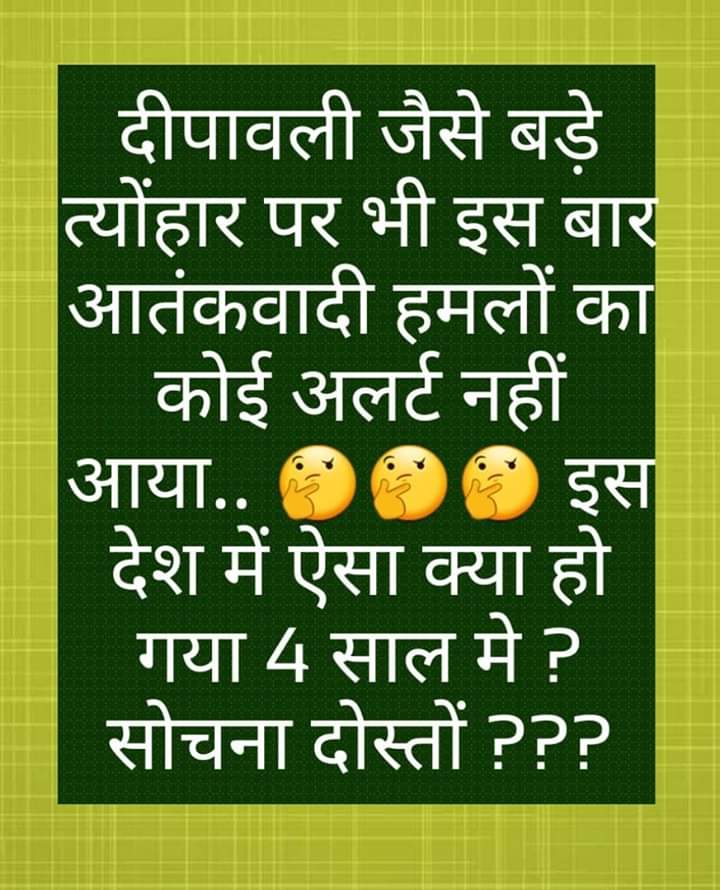 दीपावली जैसे बड़े
त्योंहार पर भी इस बार
आतंकवादी हमलों का
कोई अलर्ट नहीं
आया.. 🤔🤔🤔 इस
देश में ऐसा क्या हो
गया 4 साल मे ?
सोचना दोस्तों ???